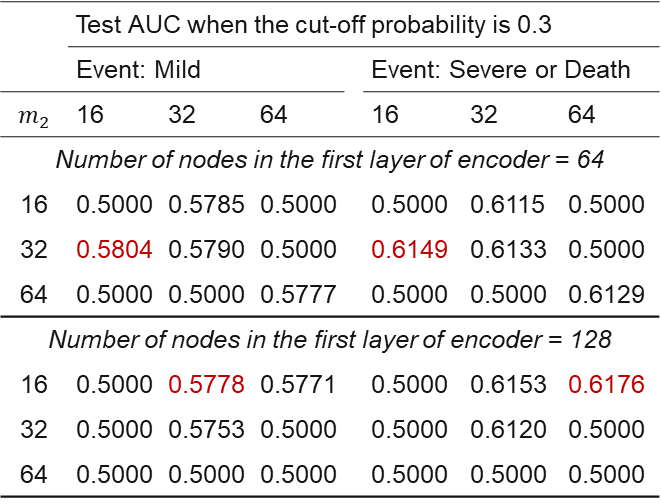 Test AUC when the cut-off probability is 0.3
Event: Mild Event: Severe or Death
m₂ 16 32 64 16 32 64
Number of nodes in the first layer of encoder = 64
16 0.5000 0.5785 0.5000 0.5000 0.6115 0.5000
32 0.5804 0.5790 0.5000 0.6149 0.6133 0.5000
64 0.5000 0.5000 0.5777 0.5000 0.5000 0.6129
Number of nodes in the first layer of encoder = 128
16 0.5000 0.5778 0.5771 0.5000 0.6153 0.6176
32 0.5000 0.5753 0.5000 0.5000 0.6120 0.5000
64 0.5000 0.5000 0.5000 0.5000 0.5000 0.5000